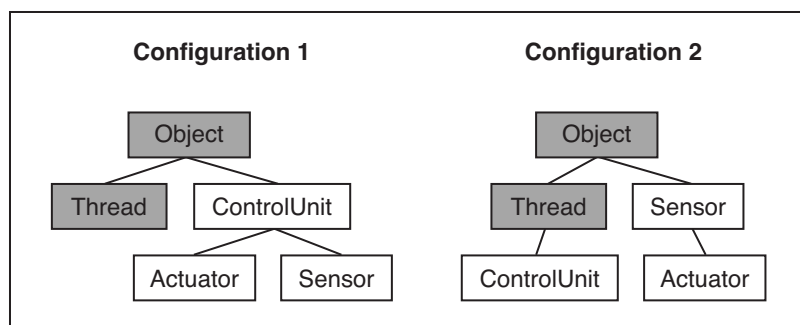 Configuration 1
Object
Thread
ControlUnit
Actuator
Sensor
Configuration 2
Object
Thread
Sensor
ControlUnit
Actuator